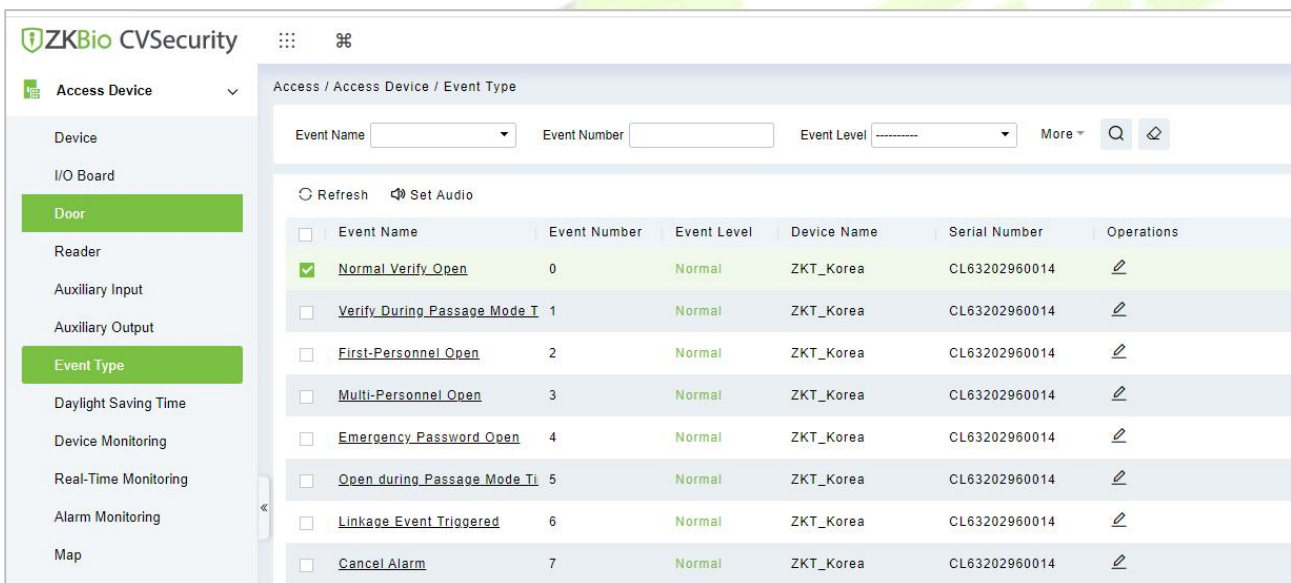 ZKBio CVSecurity
Access Device
Device
I/O Board
Door
Reader
Auxiliary Input
Auxiliary Output
Event Type
Daylight Saving Time
Device Monitoring
Real-Time Monitoring
Alarm Monitoring
Map
Access / Access Device / Event Type
Event Name Event Number Event Level ---------- More
Refresh Set Audio
Event Name Event Number Event Level Device Name Serial Number Operations
Normal Verify Open 0 Normal ZKT_Korea CL63202960014
Verify During Passage Mode T 1 Normal ZKT_Korea CL63202960014
First-Personnel Open 2 Normal ZKT_Korea CL63202960014
Multi-Personnel Open 3 Normal ZKT_Korea CL63202960014
Emergency Password Open 4 Normal ZKT_Korea CL63202960014
Open during Passage Mode Ti 5 Normal ZKT_Korea CL63202960014
Linkage Event Triggered 6 Normal ZKT_Korea CL63202960014
Cancel Alarm 7 Normal ZKT_Korea CL63202960014